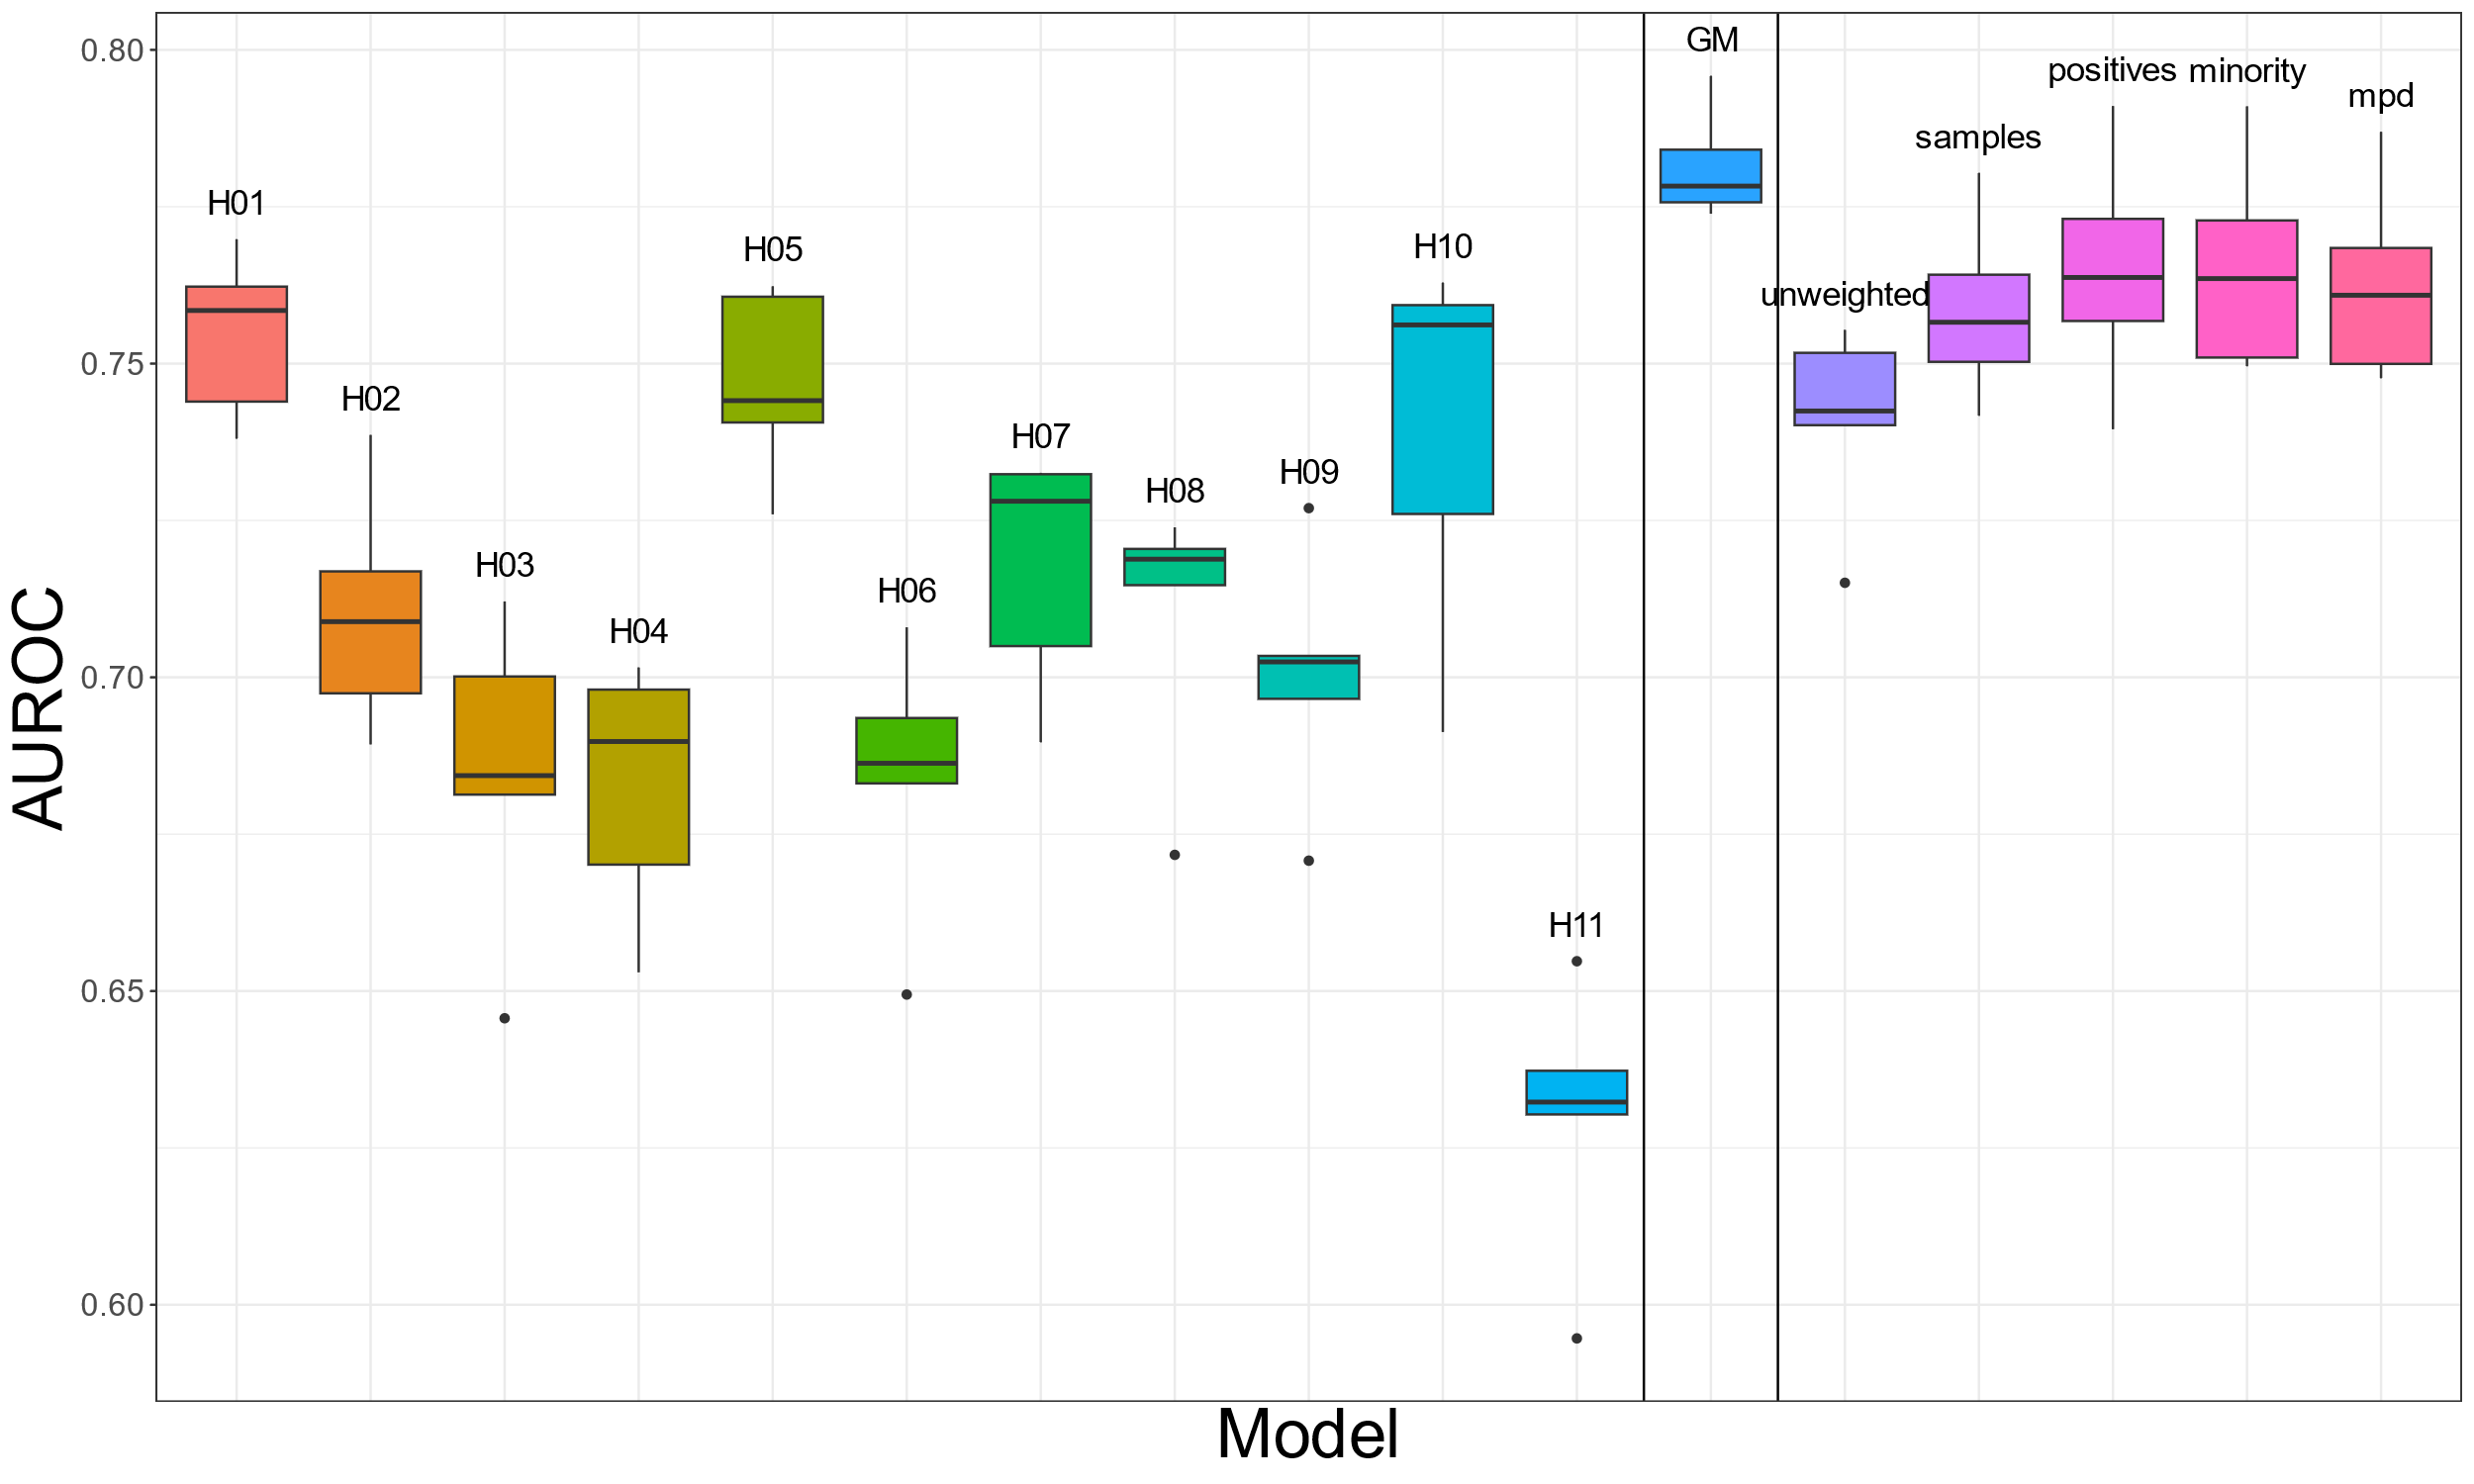 AUROC
0.80
0.75
0.70
0.65
0.60
H01
H02
H03
H04
H05
H06
H07
H08
H09
H10
H11
GM
unweighted
samples
positives
minority
mpd
Model